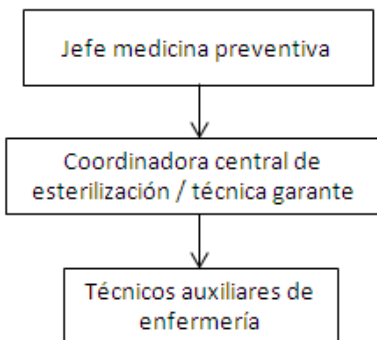 Jefe medicina preventiva
Coordinadora central de
esterilización / técnica garante
Técnicos auxiliares de
enfermería